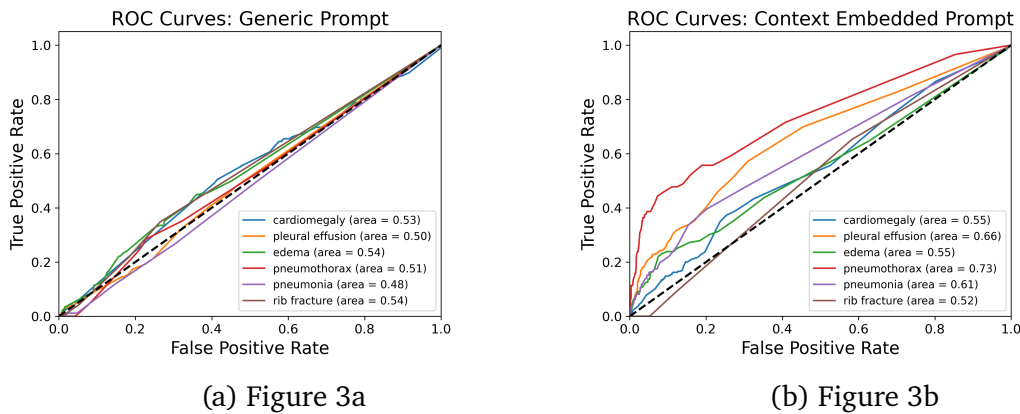 ROC Curves: Generic Prompt
True Positive Rate
1.0
0.8
0.6
0.4
0.2
0.0
cardiomegaly (area = 0.53)
pleural effusion (area = 0.50)
edema (area = 0.54)
pneumothorax (area = 0.51)
pneumonia (area = 0.48)
rib fracture (area = 0.54)
0.0 0.2 0.4 0.6 0.8 1.0
False Positive Rate
(a) Figure 3a
ROC Curves: Context Embedded Prompt
True Positive Rate
1.0
0.8
0.6
0.4
0.2
0.0
cardiomegaly (area = 0.55)
pleural effusion (area = 0.66)
edema (area = 0.55)
pneumothorax (area = 0.73)
pneumonia (area = 0.61)
rib fracture (area = 0.52)
0.0 0.2 0.4 0.6 0.8 1.0
False Positive Rate
(b) Figure 3b